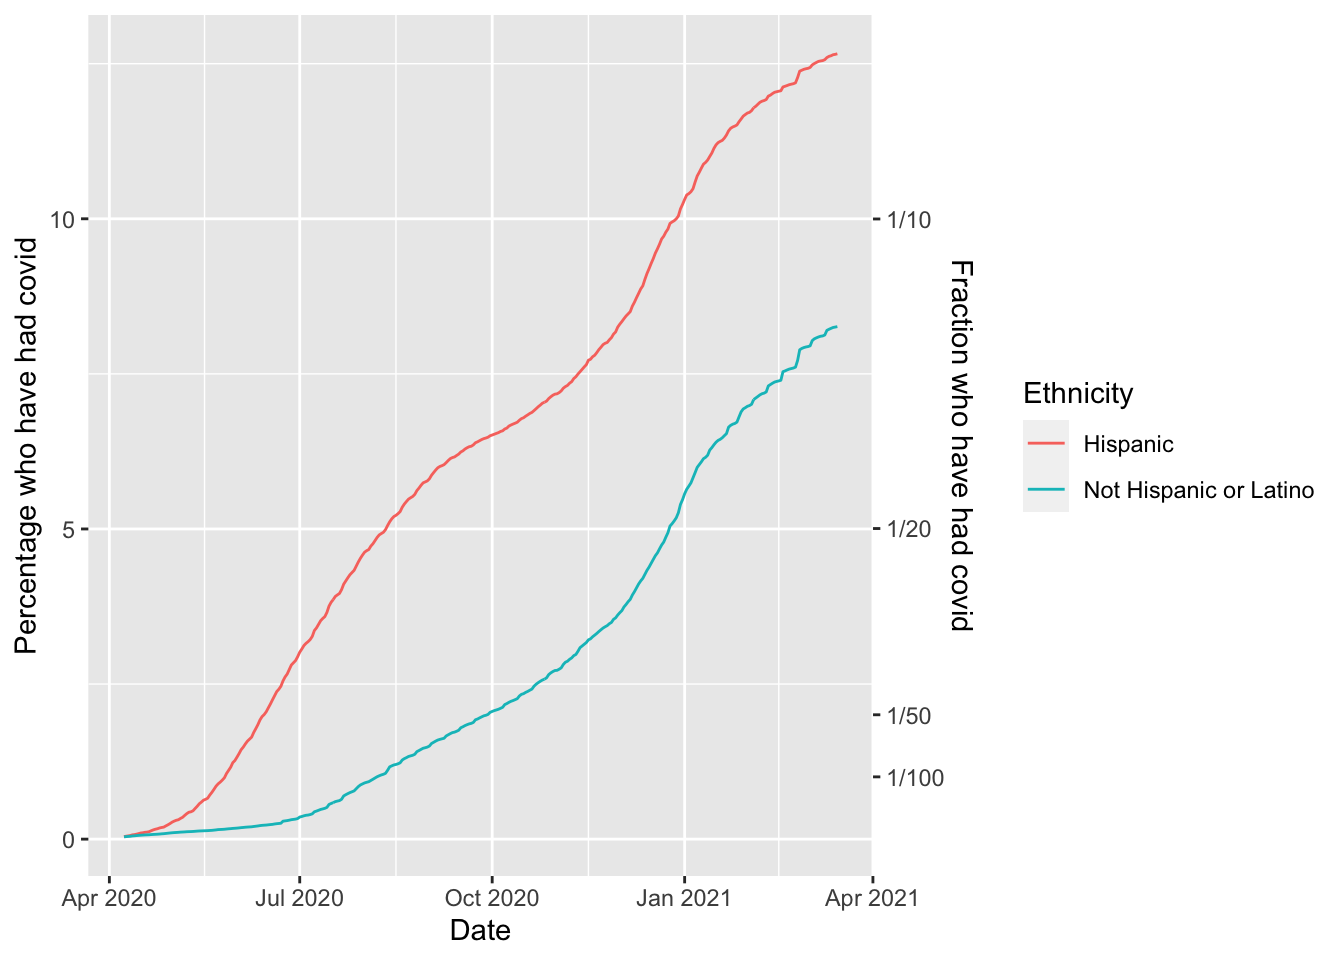 Percentage who have had covid
10
5
0
Apr 2020
Jul 2020
Oct 2020
Jan 2021
Apr 2021
Date
1/10
1/20
1/50
1/100
Fraction who have had covid
Ethnicity
Hispanic
Not Hispanic or Latino